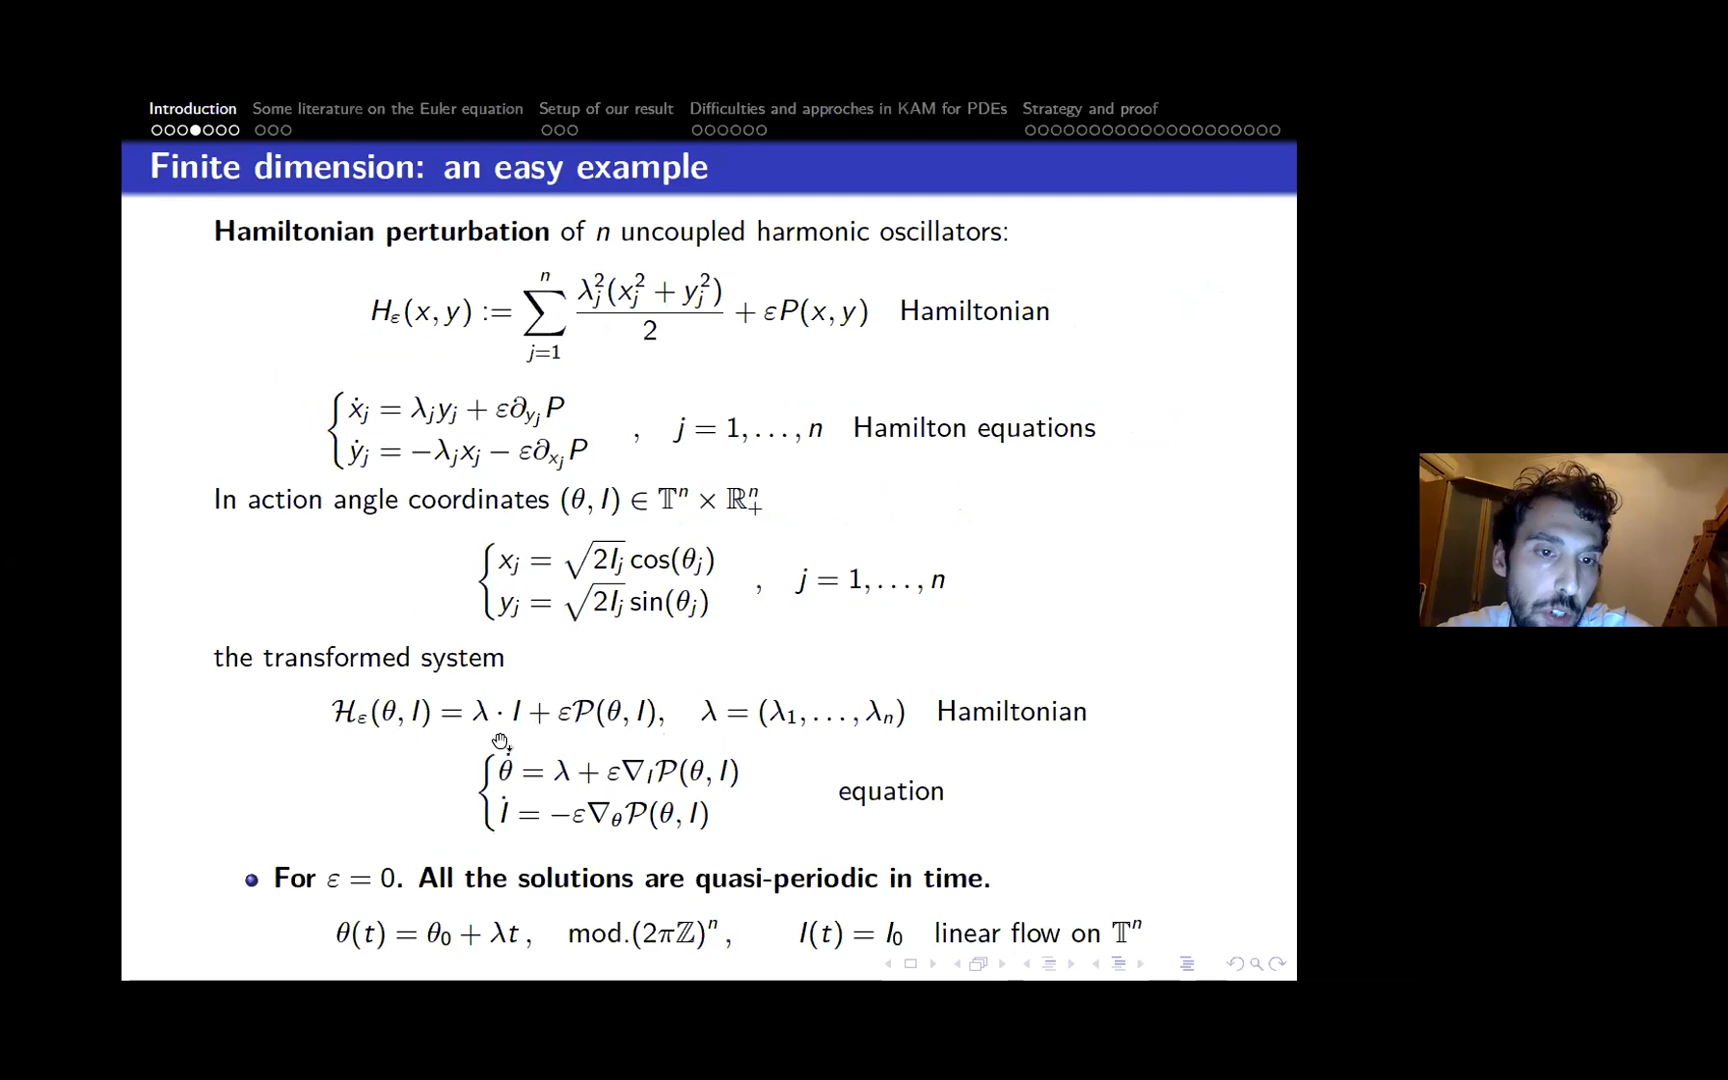 Introduction Some literature on the Euler equation Setup of our result Difficulties and approches in KAM for PDEs Strategy and proof
Finite dimension: an easy example
Hamiltonian perturbation of n uncoupled harmonic oscillators:
H_ε(x, y) := ∑_{j=1}^{n} λ_j^2(x_j^2 + y_j^2) / 2 + εP(x, y) Hamiltonian
{ ẋ_j = λ_j y_j + ε∂_{y_j} P
ẏ_j = −λ_j x_j − ε∂_{x_j} P , j = 1, . . . , n Hamilton equations
In action angle coordinates (θ, I) ∈ 𝕋^n × ℝ_+^n
{ x_j = √(2I_j) cos(θ_j)
y_j = √(2I_j) sin(θ_j) , j = 1, . . . , n
the transformed system
ℋ_ε(θ, I) = λ · I + ε𝒫(θ, I), λ = (λ_1, . . . , λ_n) Hamiltonian
{ θ̇ = λ + ε∇_I 𝒫(θ, I)
İ = −ε∇_θ 𝒫(θ, I) equation
For ε = 0. All the solutions are quasi-periodic in time.
θ(t) = θ_0 + λt , mod.(2πℤ)^n , I(t) = I_0 linear flow on 𝕋^n